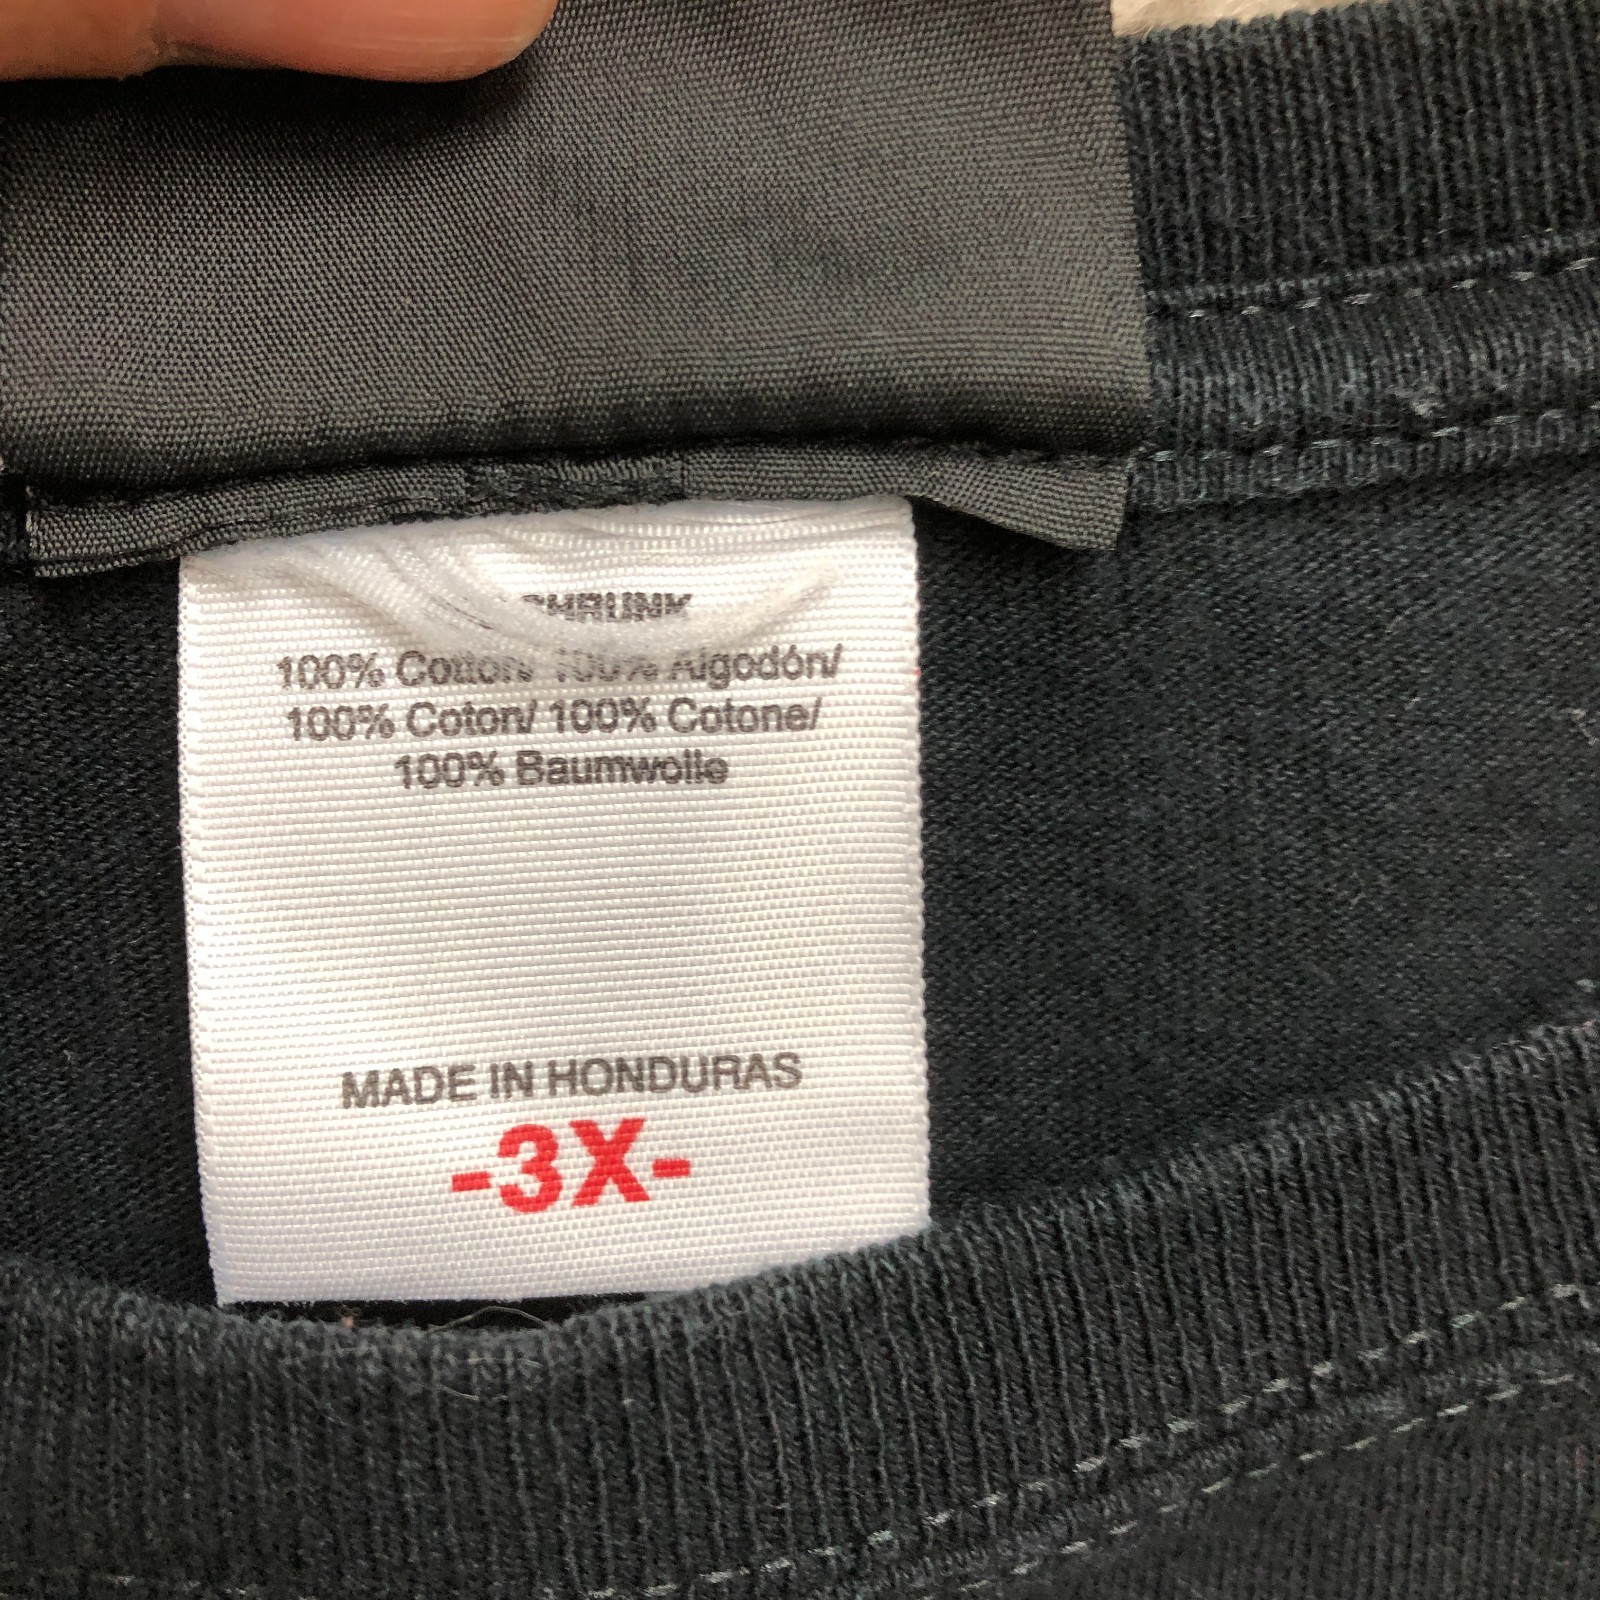 100% Cotton/ 100% Algodón/
100% Coton/ 100% Cotone/
100% Baumwolle
MADE IN HONDURAS
-3X-